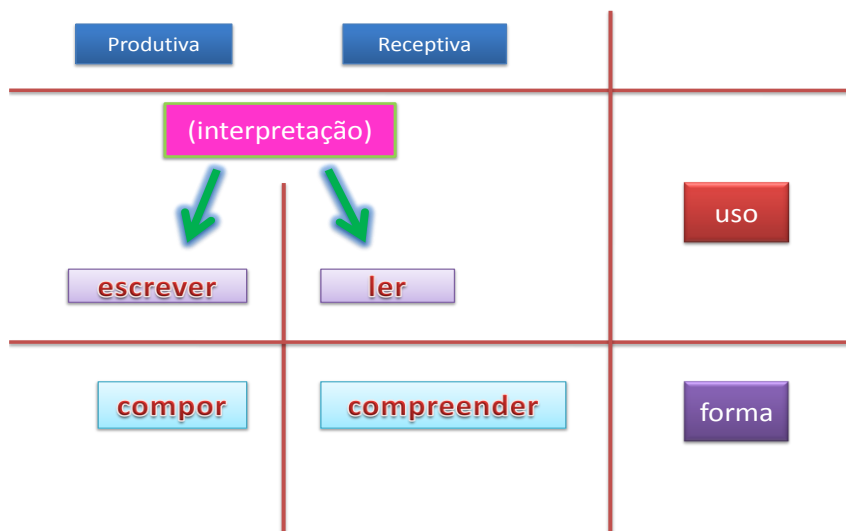 Produtiva
Receptiva
(interpretação)
uso
escrever
ler
compor
compreender
forma